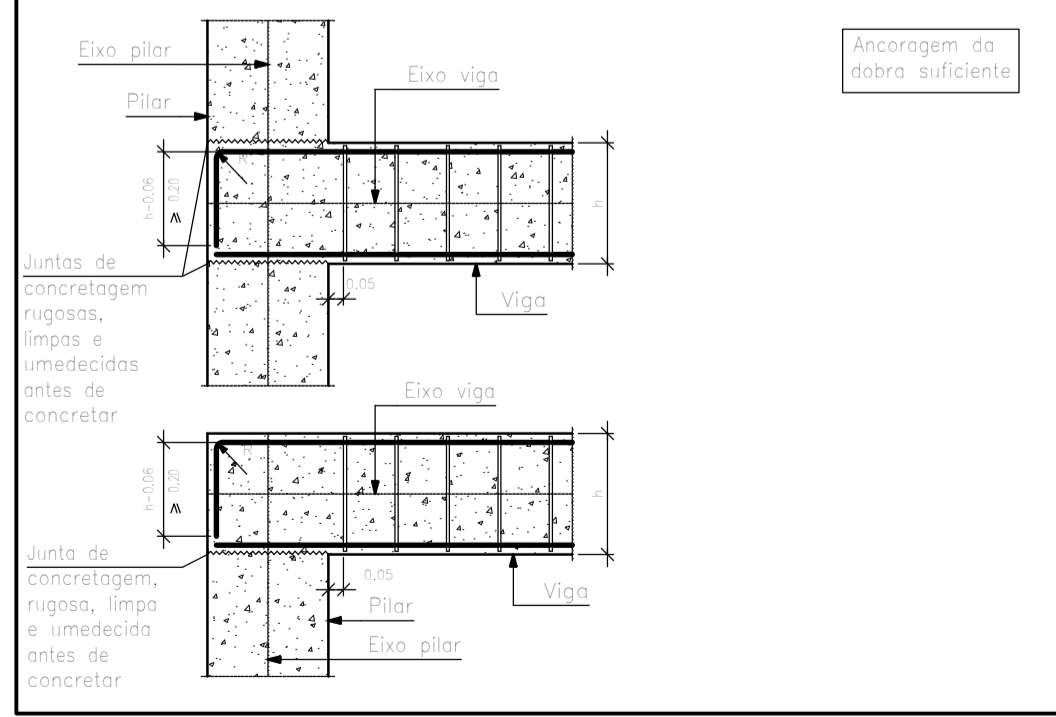 Ancoragem da
dobra suficiente
Eixo pilar
Eixo viga
Pilar
R
h-0.06
≥ 0.20
h
Juntas de
concretagem
rugosas,
limpas e
umedecidas
antes de
concretar
0.05
Viga
Eixo viga
R
h-0.06
≥ 0.20
h
Junta de
concretagem,
rugosa, limpa
e umedecida
antes de
concretar
0.05
Viga
Pilar
Eixo pilar